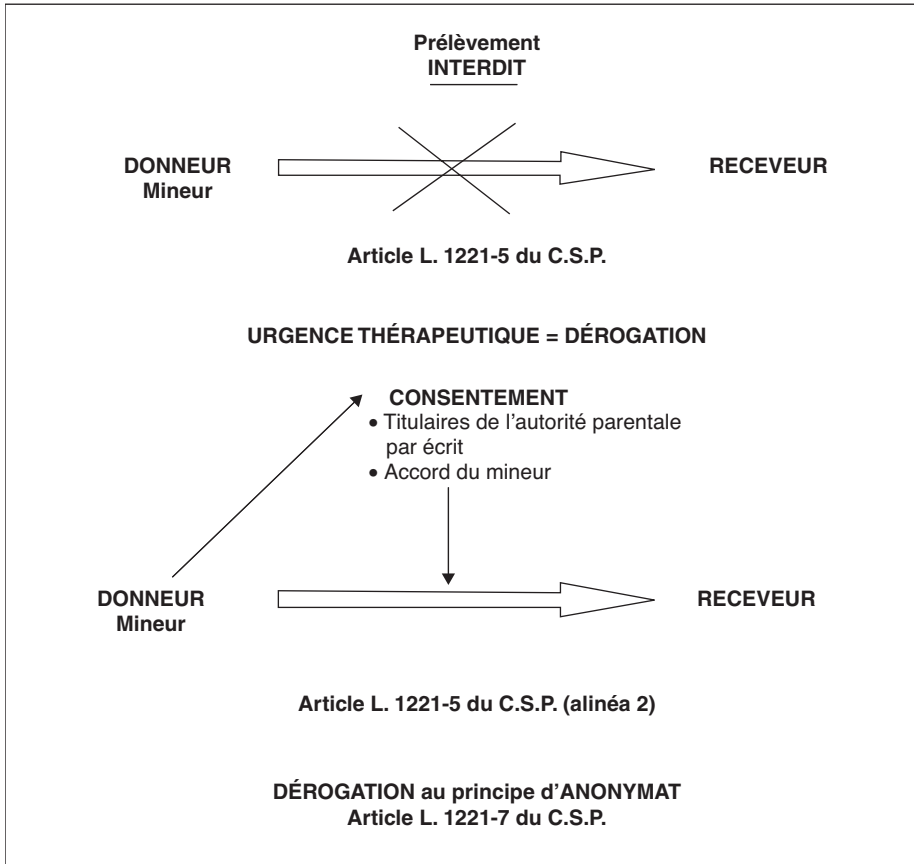 Prélèvement
INTERDIT
DONNEUR
Mineur
RECEVEUR
Article L. 1221-5 du C.S.P.
URGENCE THÉRAPEUTIQUE = DÉROGATION
CONSENTEMENT
• Titulaires de l'autorité parentale
par écrit
• Accord du mineur
DONNEUR
Mineur
RECEVEUR
Article L. 1221-5 du C.S.P. (alinéa 2)
DÉROGATION au principe d'ANONYMAT
Article L. 1221-7 du C.S.P.